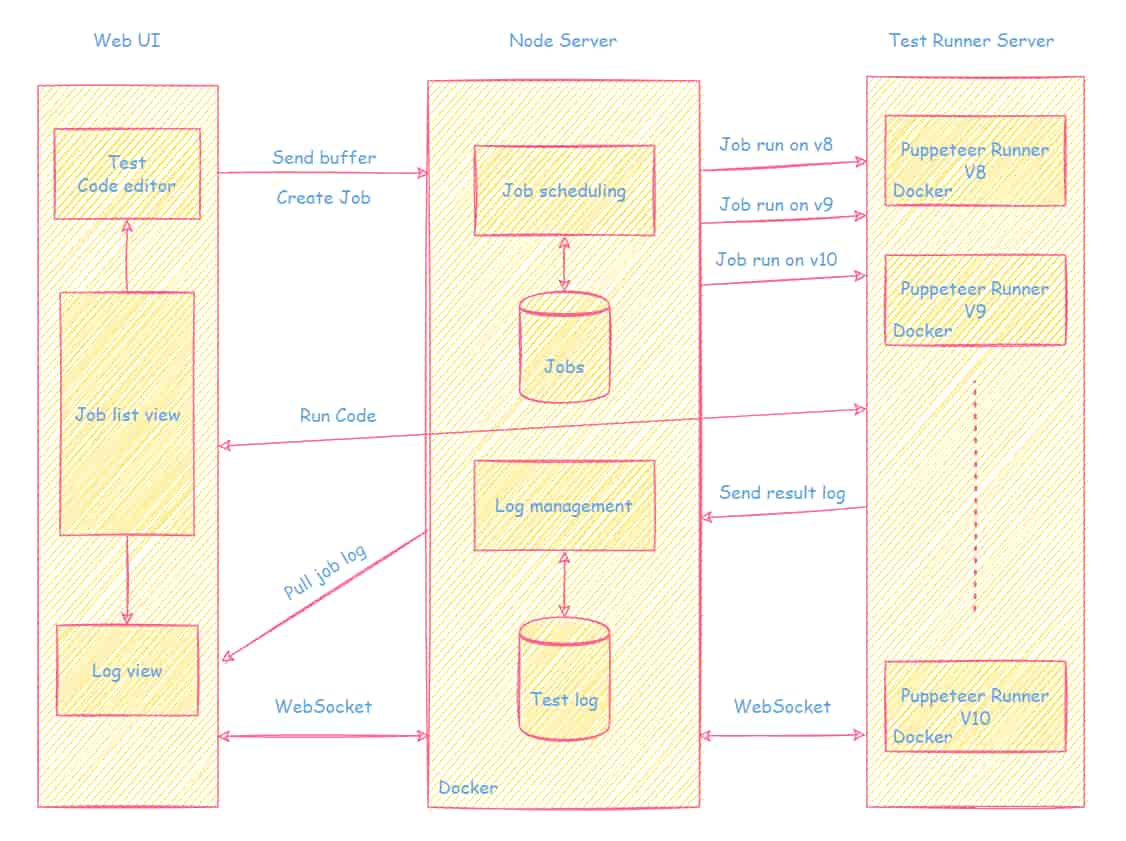 Web UI
Node Server
Test Runner Server
Test
Code editor
Job list view
Log view
Send buffer
Create Job
Run Code
Pull job log
WebSocket
Job scheduling
Jobs
Log management
Test log
Docker
Job run on v8
Job run on v9
Job run on v10
Send result log
WebSocket
Puppeteer Runner
V8
Docker
Puppeteer Runner
V9
Docker
Puppeteer Runner
V10
Docker